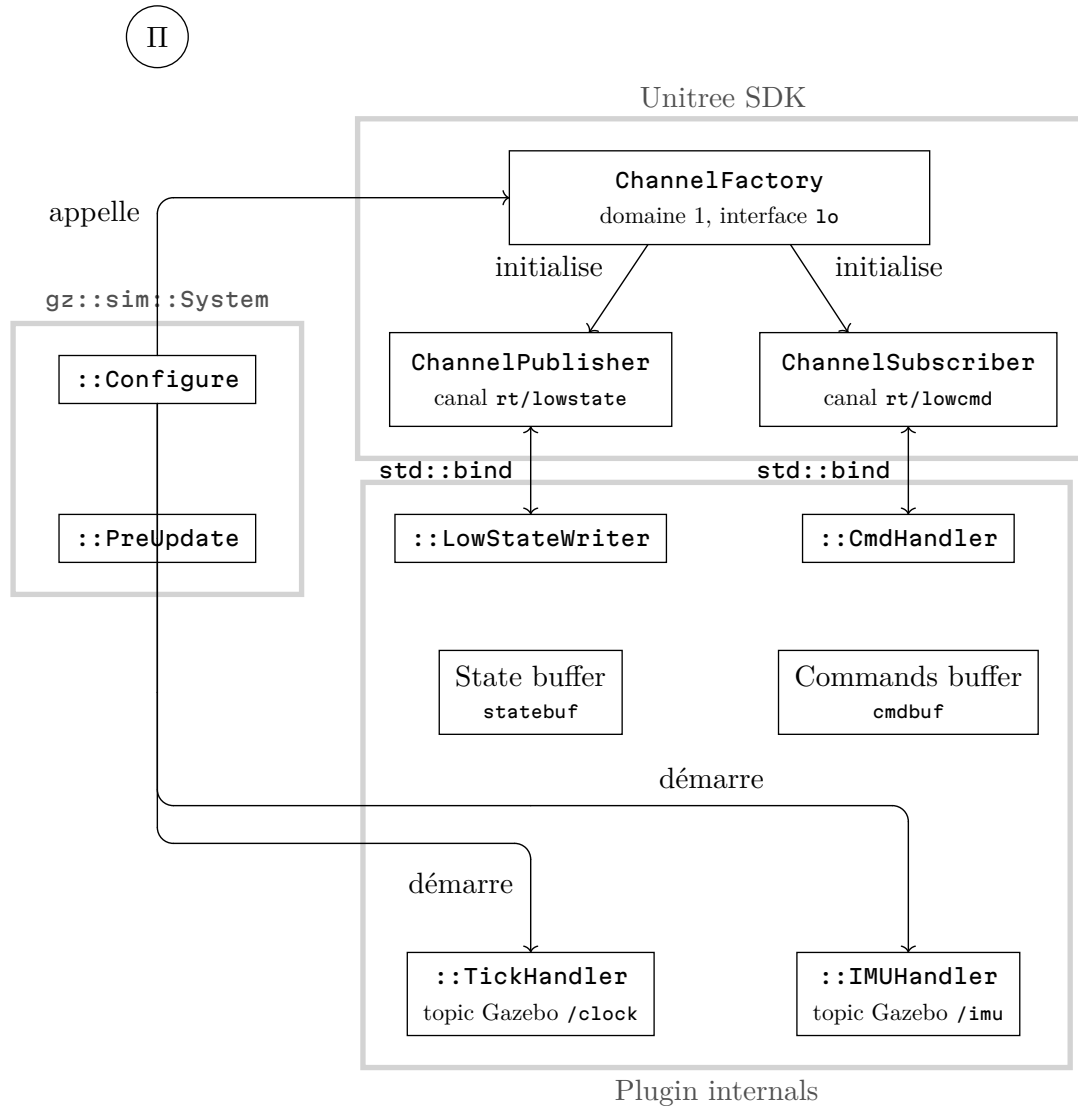 Π
Unitree SDK
ChannelFactory
domaine 1, interface lo
appelle
initialise
initialise
gz::sim::System
::Configure
ChannelPublisher
canal rt/lowstate
ChannelSubscriber
canal rt/lowcmd
std::bind
std::bind
::PreUpdate
::LowStateWriter
::CmdHandler
State buffer
statebuf
Commands buffer
cmdbuf
démarre
démarre
::TickHandler
topic Gazebo /clock
::IMUHandler
topic Gazebo /imu
Plugin internals